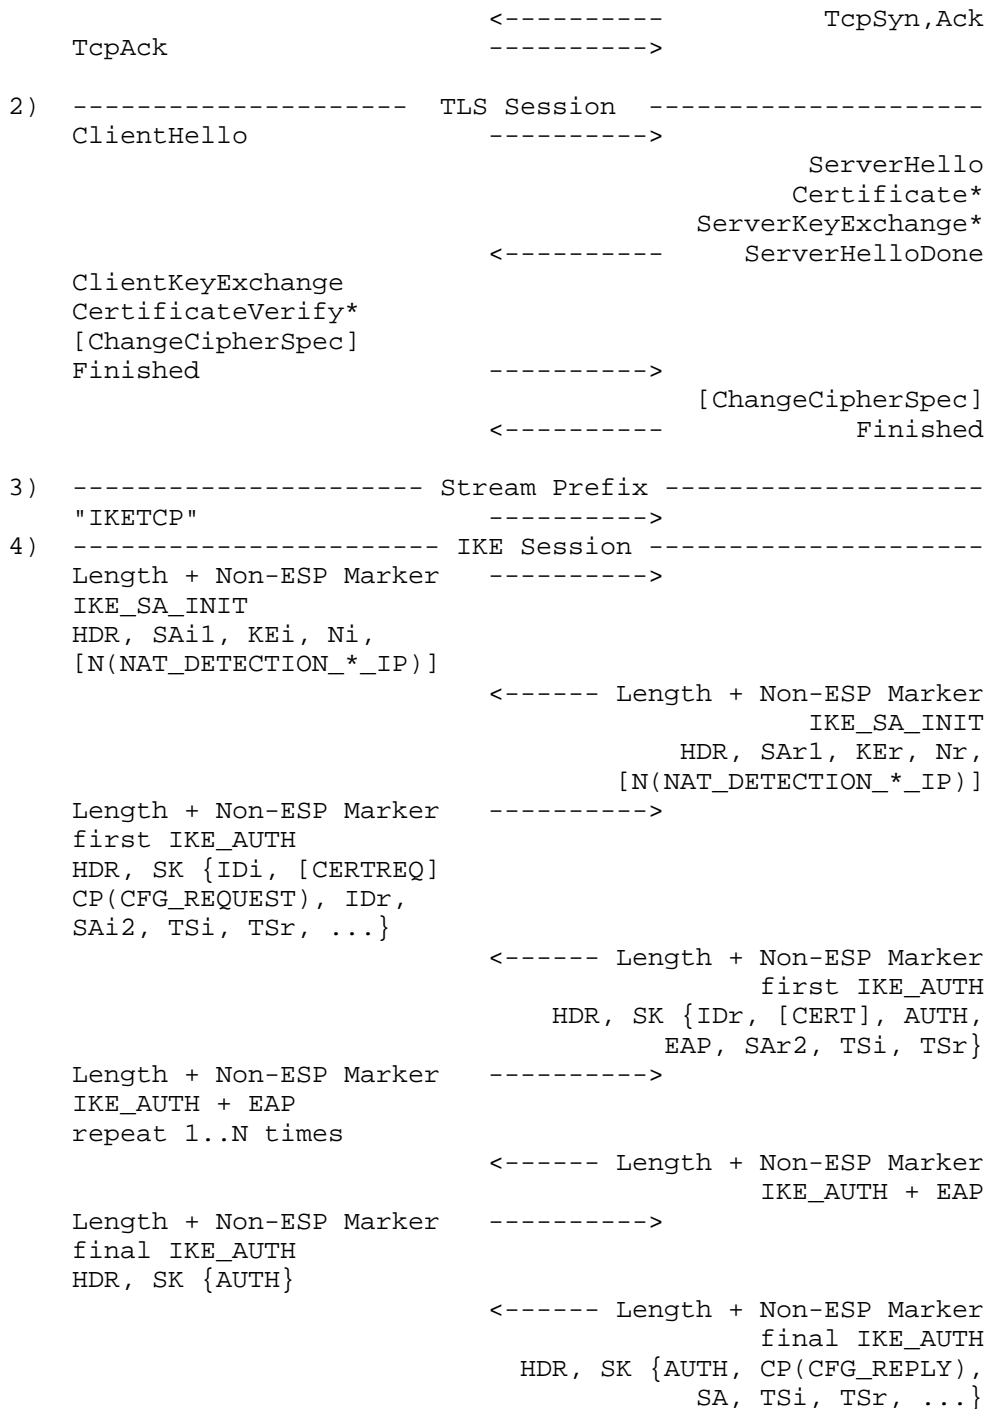 <----------          TcpSyn,Ack
    TcpAck                    ---------->

2)  --------------------- TLS Session ---------------------
    ClientHello               ---------->
                                                  ServerHello
                                                 Certificate*
                                           ServerKeyExchange*
                              <----------     ServerHelloDone
    ClientKeyExchange
    CertificateVerify*
    [ChangeCipherSpec]
    Finished                  ---------->
                                           [ChangeCipherSpec]
                              <----------            Finished

3)  ---------------------- Stream Prefix --------------------
    "IKETCP"                  ---------->
4)  ----------------------- IKE Session ---------------------
    Length + Non-ESP Marker   ---------->
    IKE_SA_INIT
    HDR, SAi1, KEi, Ni,
    [N(NAT_DETECTION_*_IP)]
                              <------ Length + Non-ESP Marker
                                                  IKE_SA_INIT
                                          HDR, SAr1, KEr, Nr,
                                      [N(NAT_DETECTION_*_IP)]
    Length + Non-ESP Marker   ---------->
    first IKE_AUTH
    HDR, SK {IDi, [CERTREQ]
    CP(CFG_REQUEST), IDr,
    SAi2, TSi, TSr, ...}
                              <------ Length + Non-ESP Marker
                                               first IKE_AUTH
                                  HDR, SK {IDr, [CERT], AUTH,
                                         EAP, SAr2, TSi, TSr}
    Length + Non-ESP Marker   ---------->
    IKE_AUTH + EAP
    repeat 1..N times
                              <------ Length + Non-ESP Marker
                                               IKE_AUTH + EAP
    Length + Non-ESP Marker   ---------->
    final IKE_AUTH
    HDR, SK {AUTH}
                              <------ Length + Non-ESP Marker
                                               final IKE_AUTH
                                HDR, SK {AUTH, CP(CFG_REPLY),
                                           SA, TSi, TSr, ...}